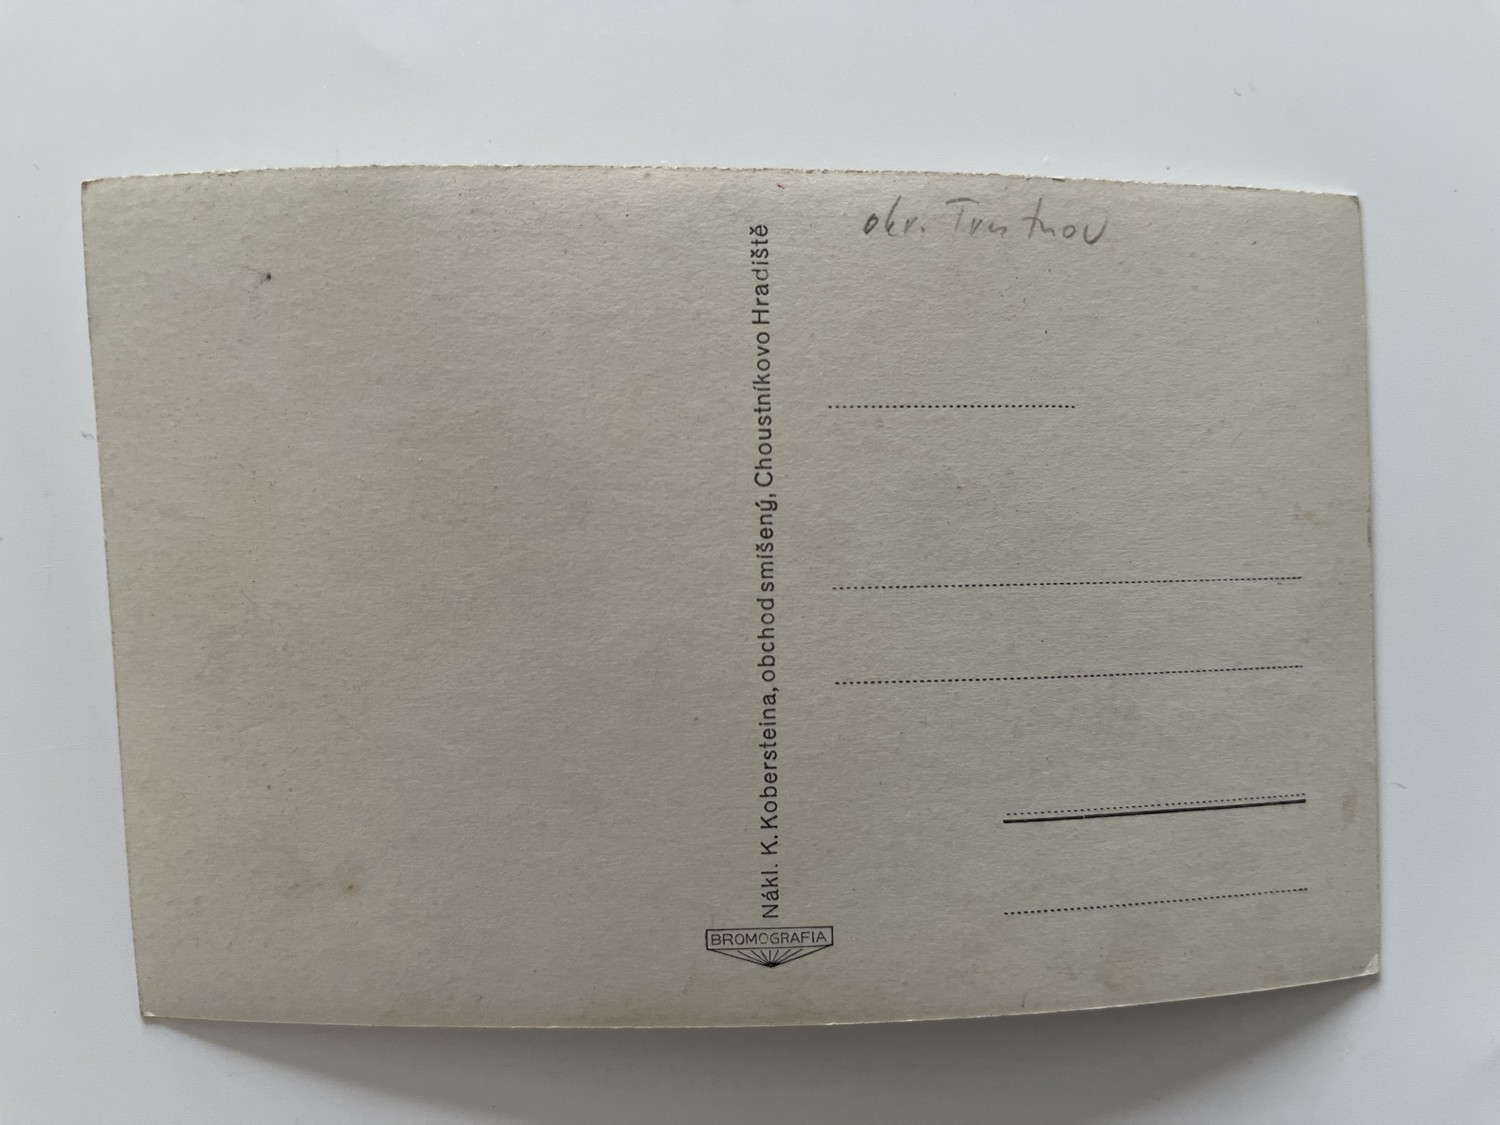 okr. Trutnov
Nákl. K. Kobersteina, obchod smíšený, Choustníkovo Hradiště
BROMOGRAFIA